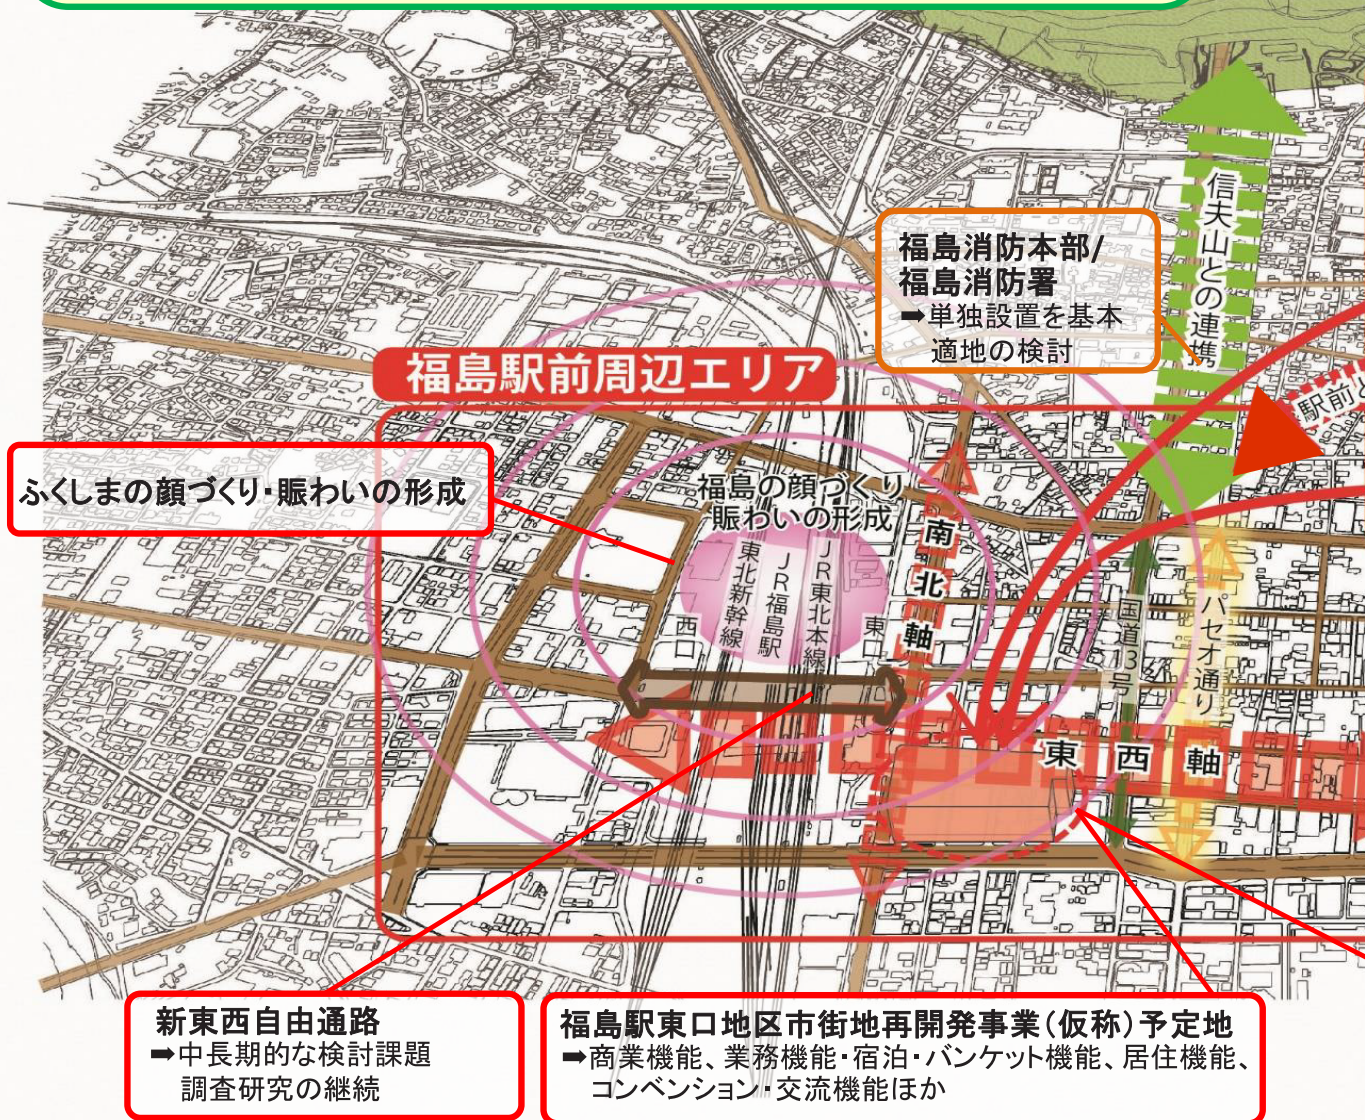 信夫山との連携
福島消防本部/
福島消防署
➡単独設置を基本
適地の検討
福島駅前周辺エリア
駅前
ふくしまの顔づくり・賑わいの形成
福島の顔づくり
賑わいの形成
南北軸
東北新幹線
JR福島駅
JR東北本線
西口
東口
国道13号
パセオ通り
東西軸
新東西自由通路
➡中長期的な検討課題
調査研究の継続
福島駅東口地区市街地再開発事業(仮称)予定地
➡商業機能、業務機能・宿泊・バンケット機能、居住機能、
コンベンション・交流機能ほか